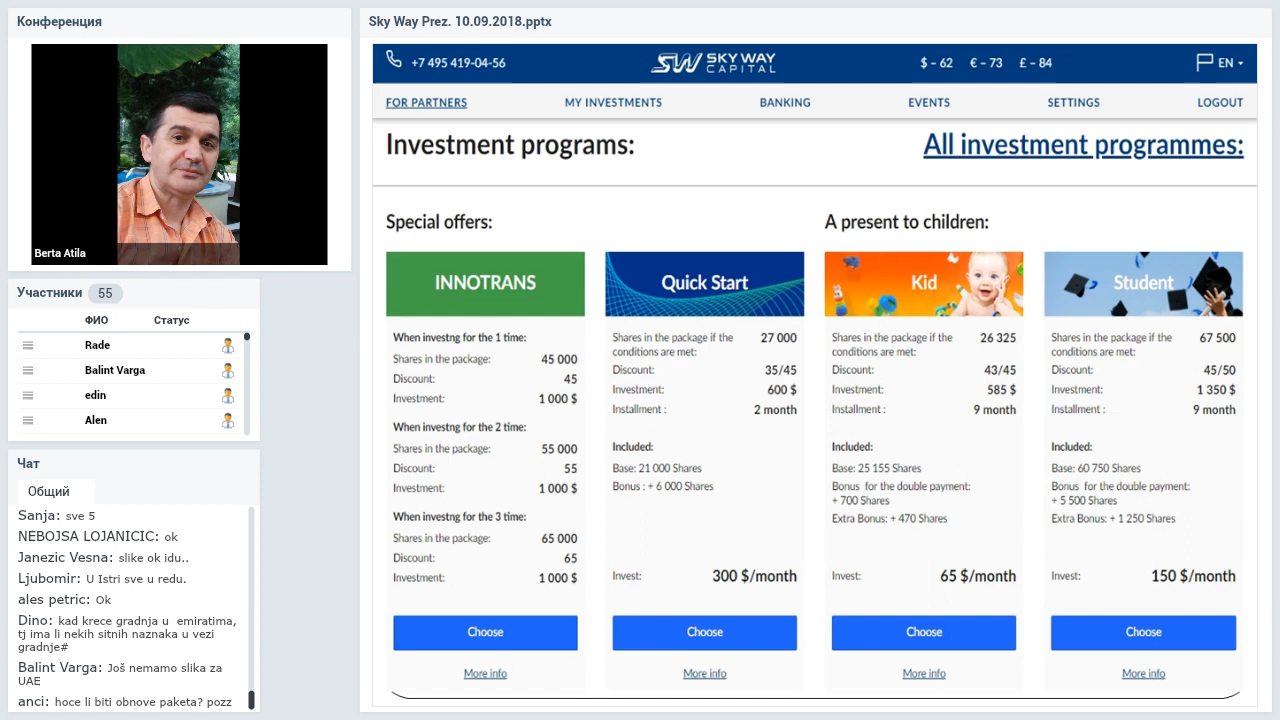 Конференция
Berta Atila
Участники 55
ФИО Статус
Rade
Balint Varga
edin
Alen
Чат
Общий
Sanja: sve 5
NEBOJSA LOJANICIC: ok
Janezic Vesna: slike ok idu..
Ljubomir: U Istri sve u redu.
ales petric: Ok
Dino: kad krece gradnja u emiratima,
tj ima li nekih sitnih naznaka u vezi
gradnje#
Balint Varga: Još nemamo slika za
UAE
anci: hoce li biti obnove paketa? pozz
Sky Way Prez. 10.09.2018.pptx
+7 495 419-04-56
SW SKY WAY
CAPITAL
$ – 62 € – 73 £ – 84
EN
FOR PARTNERS MY INVESTMENTS BANKING EVENTS SETTINGS LOGOUT
Investment programs:
All investment programmes:
Special offers:
A present to children:
INNOTRANS
When investng for the 1 time:
Shares in the package: 45 000
Discount: 45
Investment: 1 000 $
When investng for the 2 time:
Shares in the package: 55 000
Discount: 55
Investment: 1 000 $
When investng for the 3 time:
Shares in the package: 65 000
Discount: 65
Investment: 1 000 $
Choose
More info
Quick Start
Shares in the package if the 27 000
conditions are met:
Discount: 35/45
Investment: 600 $
Installment : 2 month
Included:
Base: 21 000 Shares
Bonus : + 6 000 Shares
Invest: 300 $/month
Choose
More info
Kid
Shares in the package if the 26 325
conditions are met:
Discount: 43/45
Investment: 585 $
Installment : 9 month
Included:
Base: 25 155 Shares
Bonus for the double payment:
+ 700 Shares
Extra Bonus: + 470 Shares
Invest: 65 $/month
Choose
More info
Student
Shares in the package if the 67 500
conditions are met:
Discount: 45/50
Investment: 1 350 $
Installment : 9 month
Included:
Base: 60 750 Shares
Bonus for the double payment:
+ 5 500 Shares
Extra Bonus: + 1 250 Shares
Invest: 150 $/month
Choose
More info